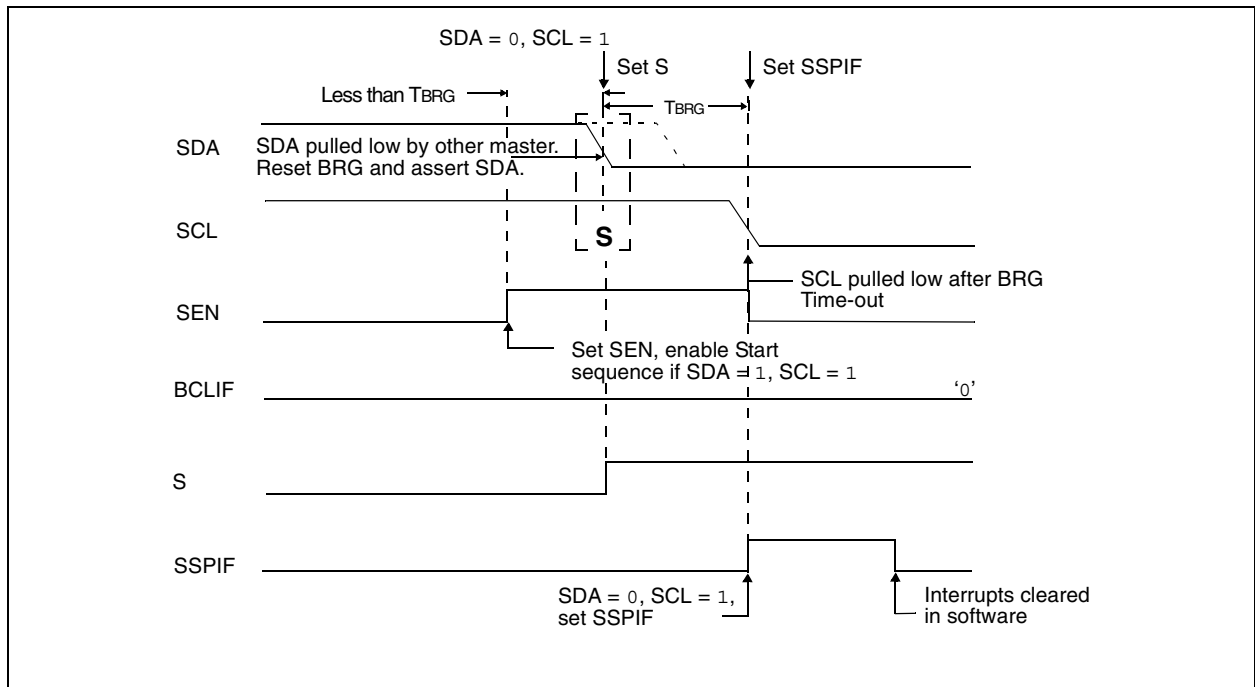 SDA = 0, SCL = 1
Set S
Set SSPIF
Less than TBRG
TBRG
SDA
SDA pulled low by other master.
Reset BRG and assert SDA.
SCL
S
SCL pulled low after BRG
Time-out
SEN
Set SEN, enable Start
sequence if SDA = 1, SCL = 1
BCLIF
‘0’
S
SSPIF
SDA = 0, SCL = 1,
set SSPIF
Interrupts cleared
in software